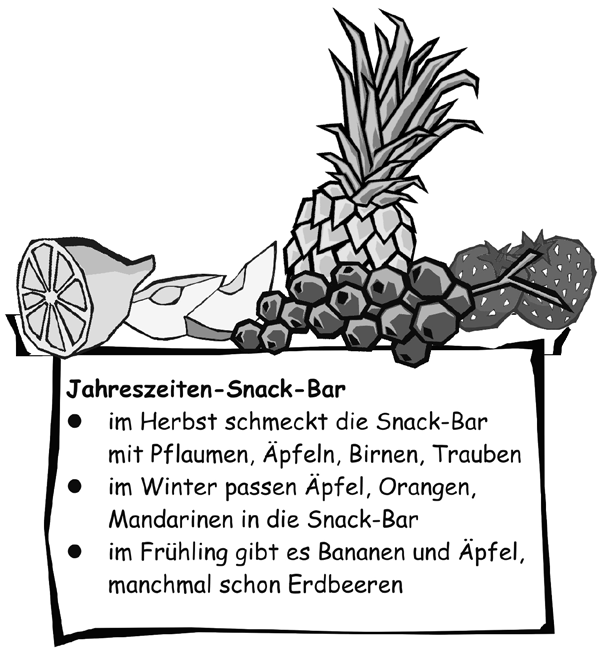 Jahreszeiten-Snack-Bar
● im Herbst schmeckt die Snack-Bar
mit Pflaumen, Äpfeln, Birnen, Trauben
● im Winter passen Äpfel, Orangen,
Mandarinen in die Snack-Bar
● im Frühling gibt es Bananen und Äpfel,
manchmal schon Erdbeeren